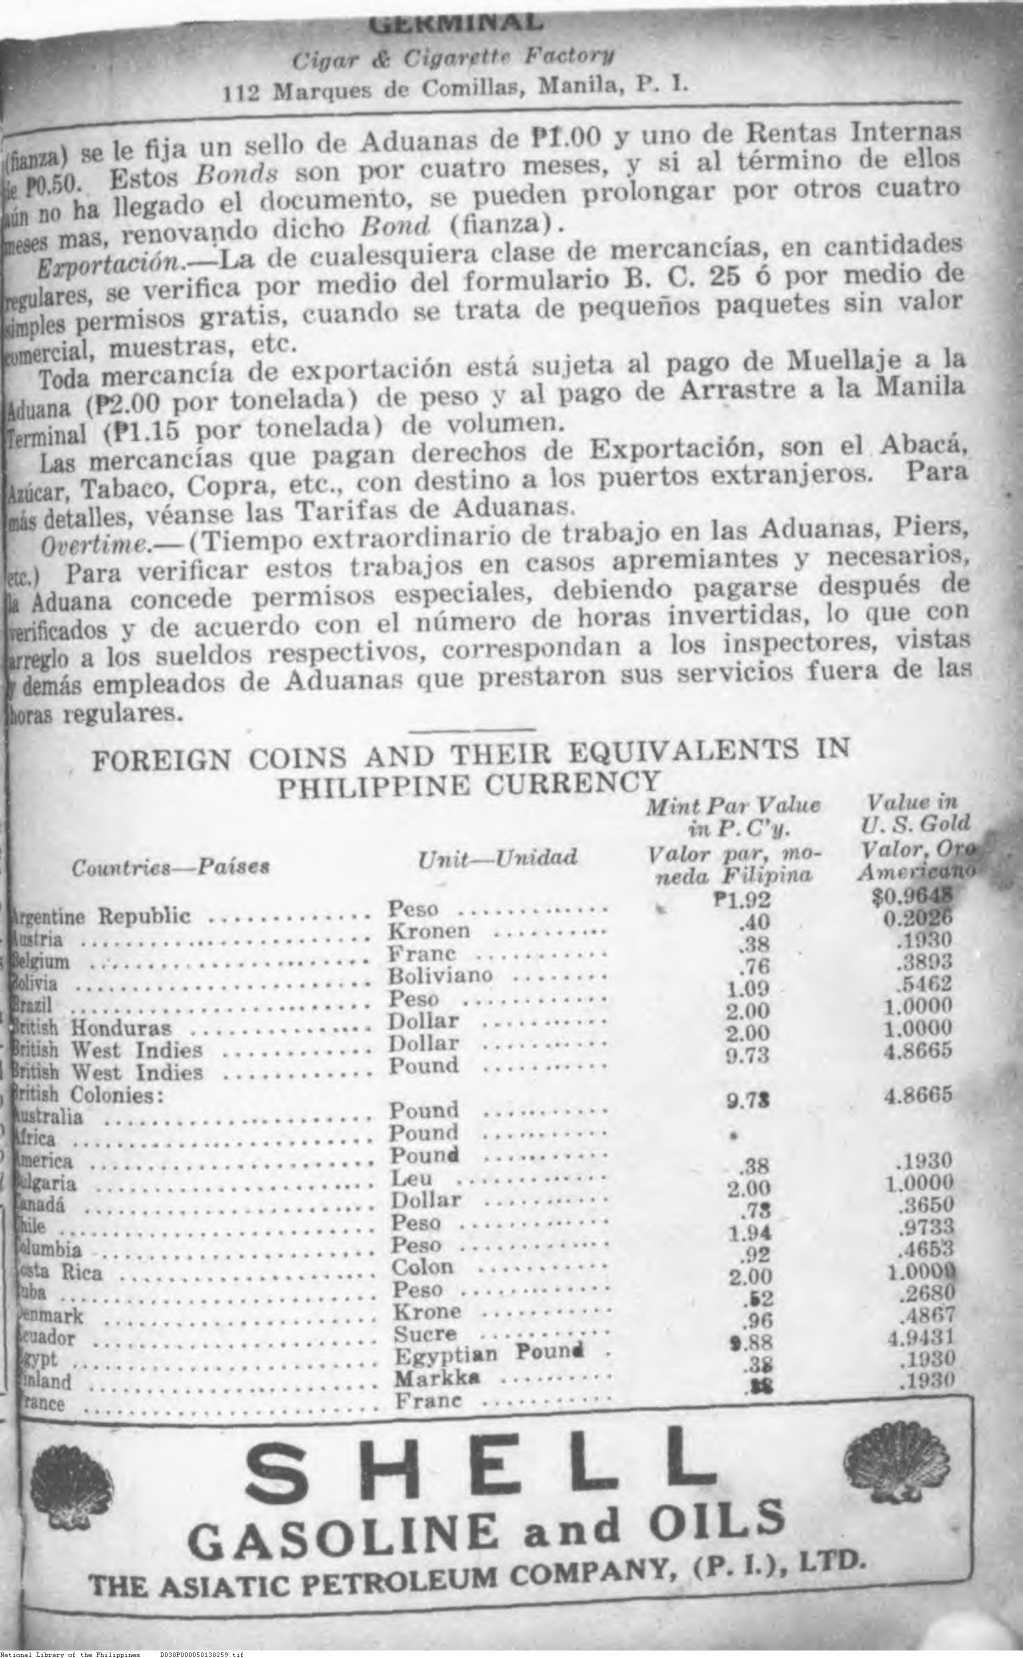 GERMINAL
Cigar & Cigarette Factory
112 Marques de Comillas, Manila, P. I.
(fianza) se le fija un sello de Aduanas de ₱1.00 y uno de Rentas Internas
de ₱0.50. Estos Bonds son por cuatro meses, y si al término de ellos
aún no ha llegado el documento, se pueden prolongar por otros cuatro
meses mas, renovando dicho Bond (fianza).
Exportación.—La de cualesquiera clase de mercancías, en cantidades
regulares, se verifica por medio del formulario B. C. 25 ó por medio de
simples permisos gratis, cuando se trata de pequeños paquetes sin valor
comercial, muestras, etc.
Toda mercancía de exportación está sujeta al pago de Muellaje a la
Aduana (₱2.00 por tonelada) de peso y al pago de Arrastre a la Manila
Terminal (₱1.15 por tonelada) de volumen.
Las mercancías que pagan derechos de Exportación, son el Abacá,
Azúcar, Tabaco, Copra, etc., con destino a los puertos extranjeros. Para
más detalles, véanse las Tarifas de Aduanas.
Overtime.—(Tiempo extraordinario de trabajo en las Aduanas, Piers,
etc.) Para verificar estos trabajos en casos apremiantes y necesarios,
la Aduana concede permisos especiales, debiendo pagarse después de
verificados y de acuerdo con el número de horas invertidas, lo que con
arreglo a los sueldos respectivos, correspondan a los inspectores, vistas
y demás empleados de Aduanas que prestaron sus servicios fuera de las
horas regulares.
FOREIGN COINS AND THEIR EQUIVALENTS IN
PHILIPPINE CURRENCY
Countries—Países Unit—Unidad Mint Par Value in P. C'y. Valor par, moneda Filipina Value in U. S. Gold Valor, Oro Americano
Argentine Republic ............. Peso ............. ₱1.92 $0.9648
Austria ............. Kronen .......... .40 0.2026
Belgium ............. Franc ........... .38 .1930
Bolivia ............. Boliviano ........ .76 .3893
Brazil ............. Peso ............ 1.09 .5462
British Honduras ............. Dollar ........... 2.00 1.0000
British West Indies ............ Dollar ........... 2.00 1.0000
British West Indies ............ Pound ........... 9.73 4.8665
British Colonies:
Australia ............. Pound ........... 9.73 4.8665
Africa ............. Pound ...........
America ............. Pound ...........
Bulgaria ............. Leu ............. .38 .1930
Canadá ............. Dollar ........... 2.00 1.0000
Chile ............. Peso ............. .73 .3650
Columbia ............. Peso ............. 1.94 .9733
Costa Rica ............. Colon ........... .92 .4653
Cuba ............. Peso ............. 2.00 1.0000
Denmark ............. Krone ........... .52 .2680
Ecuador ............. Sucre ........... .96 .4867
Egypt ............. Egyptian Pound . 9.88 4.9431
Finland ............. Markka .......... .38 .1930
France ............. Franc ........... .1930
SHELL
GASOLINE and OILS
THE ASIATIC PETROLEUM COMPANY, (P. I.), LTD.
National Library of the Philippines D038P000050138259.tif